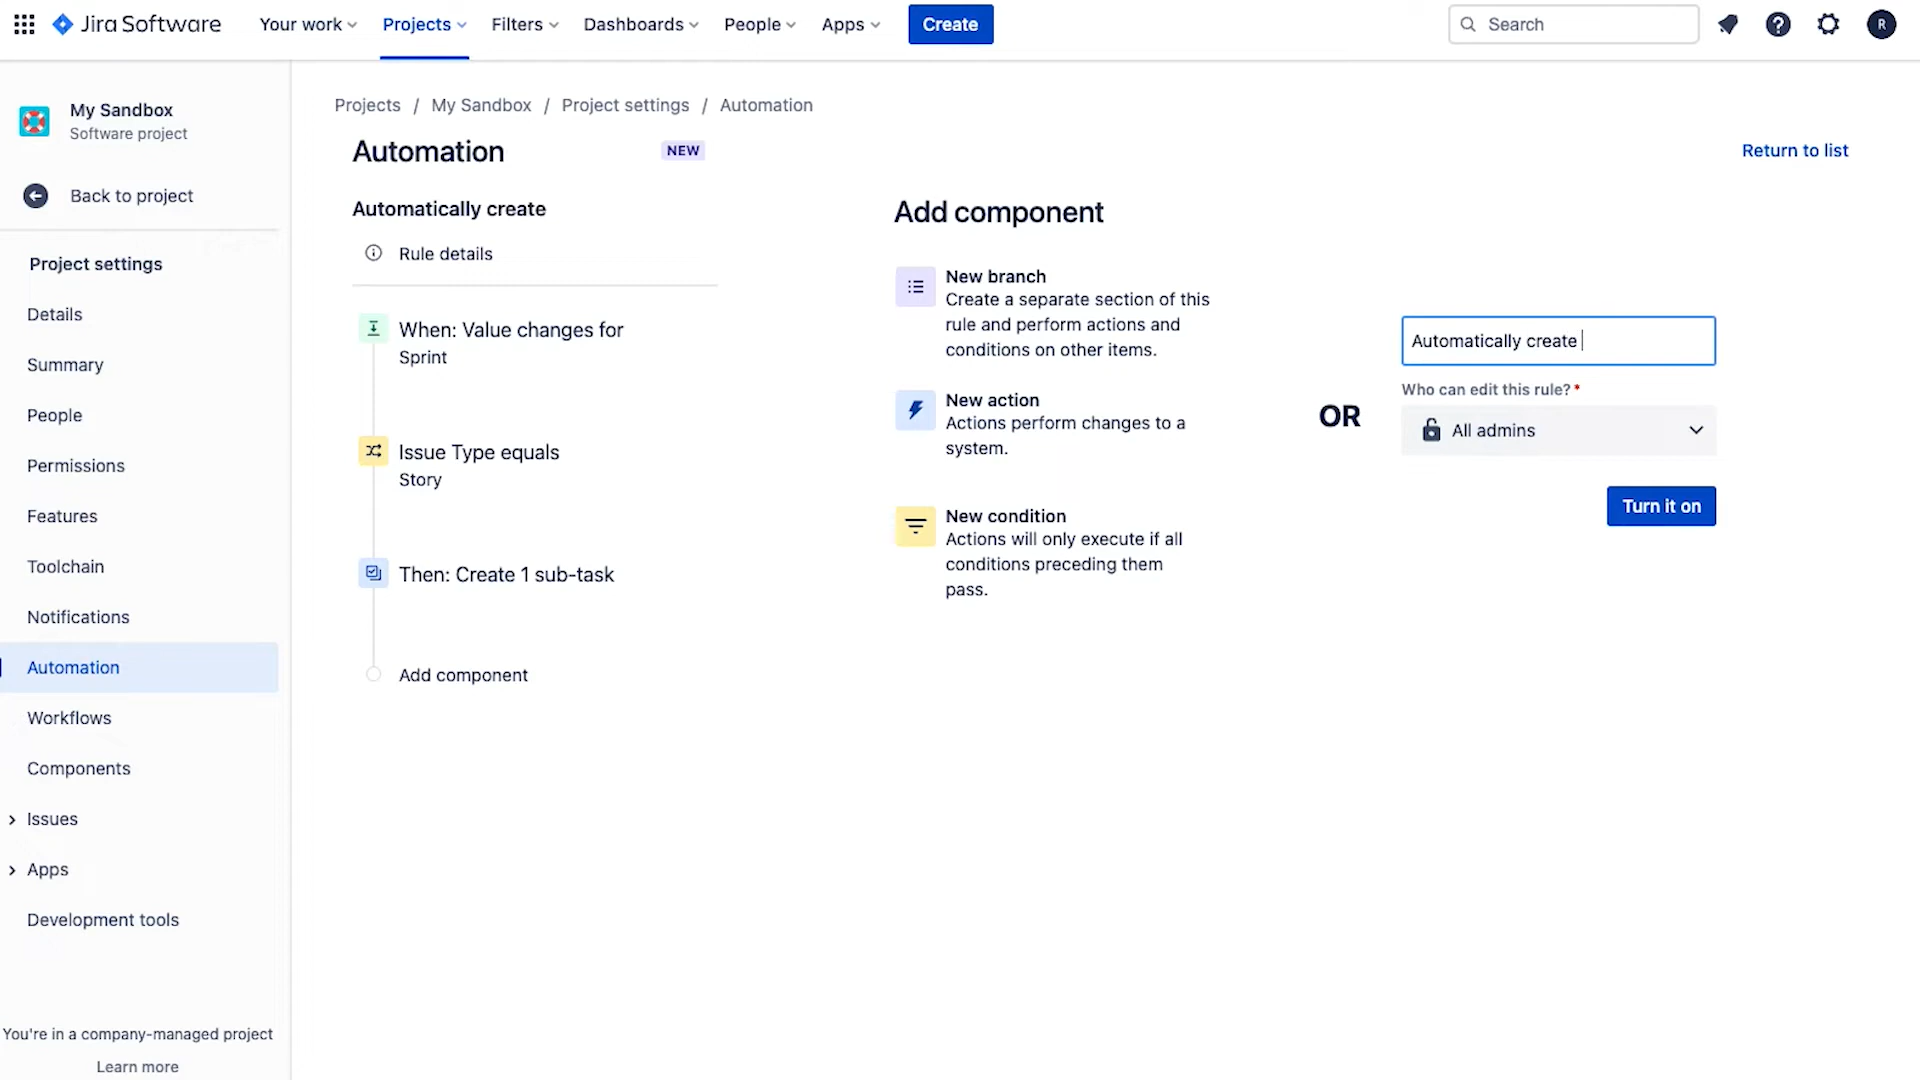 Jira Software
Your work
Projects
Filters
Dashboards
People
Apps
Create
Search
R
My Sandbox
Software project
Back to project
Project settings
Details
Summary
People
Permissions
Features
Toolchain
Notifications
Automation
Workflows
Components
Issues
Apps
Development tools
You're in a company-managed project
Learn more
Projects / My Sandbox / Project settings / Automation
Automation
NEW
Return to list
Automatically create
Rule details
When: Value changes for
Sprint
Issue Type equals
Story
Then: Create 1 sub-task
Add component
Add component
New branch
Create a separate section of this
rule and perform actions and
conditions on other items.
New action
Actions perform changes to a
system.
New condition
Actions will only execute if all
conditions preceding them
pass.
OR
Automatically create
Who can edit this rule? *
All admins
Turn it on